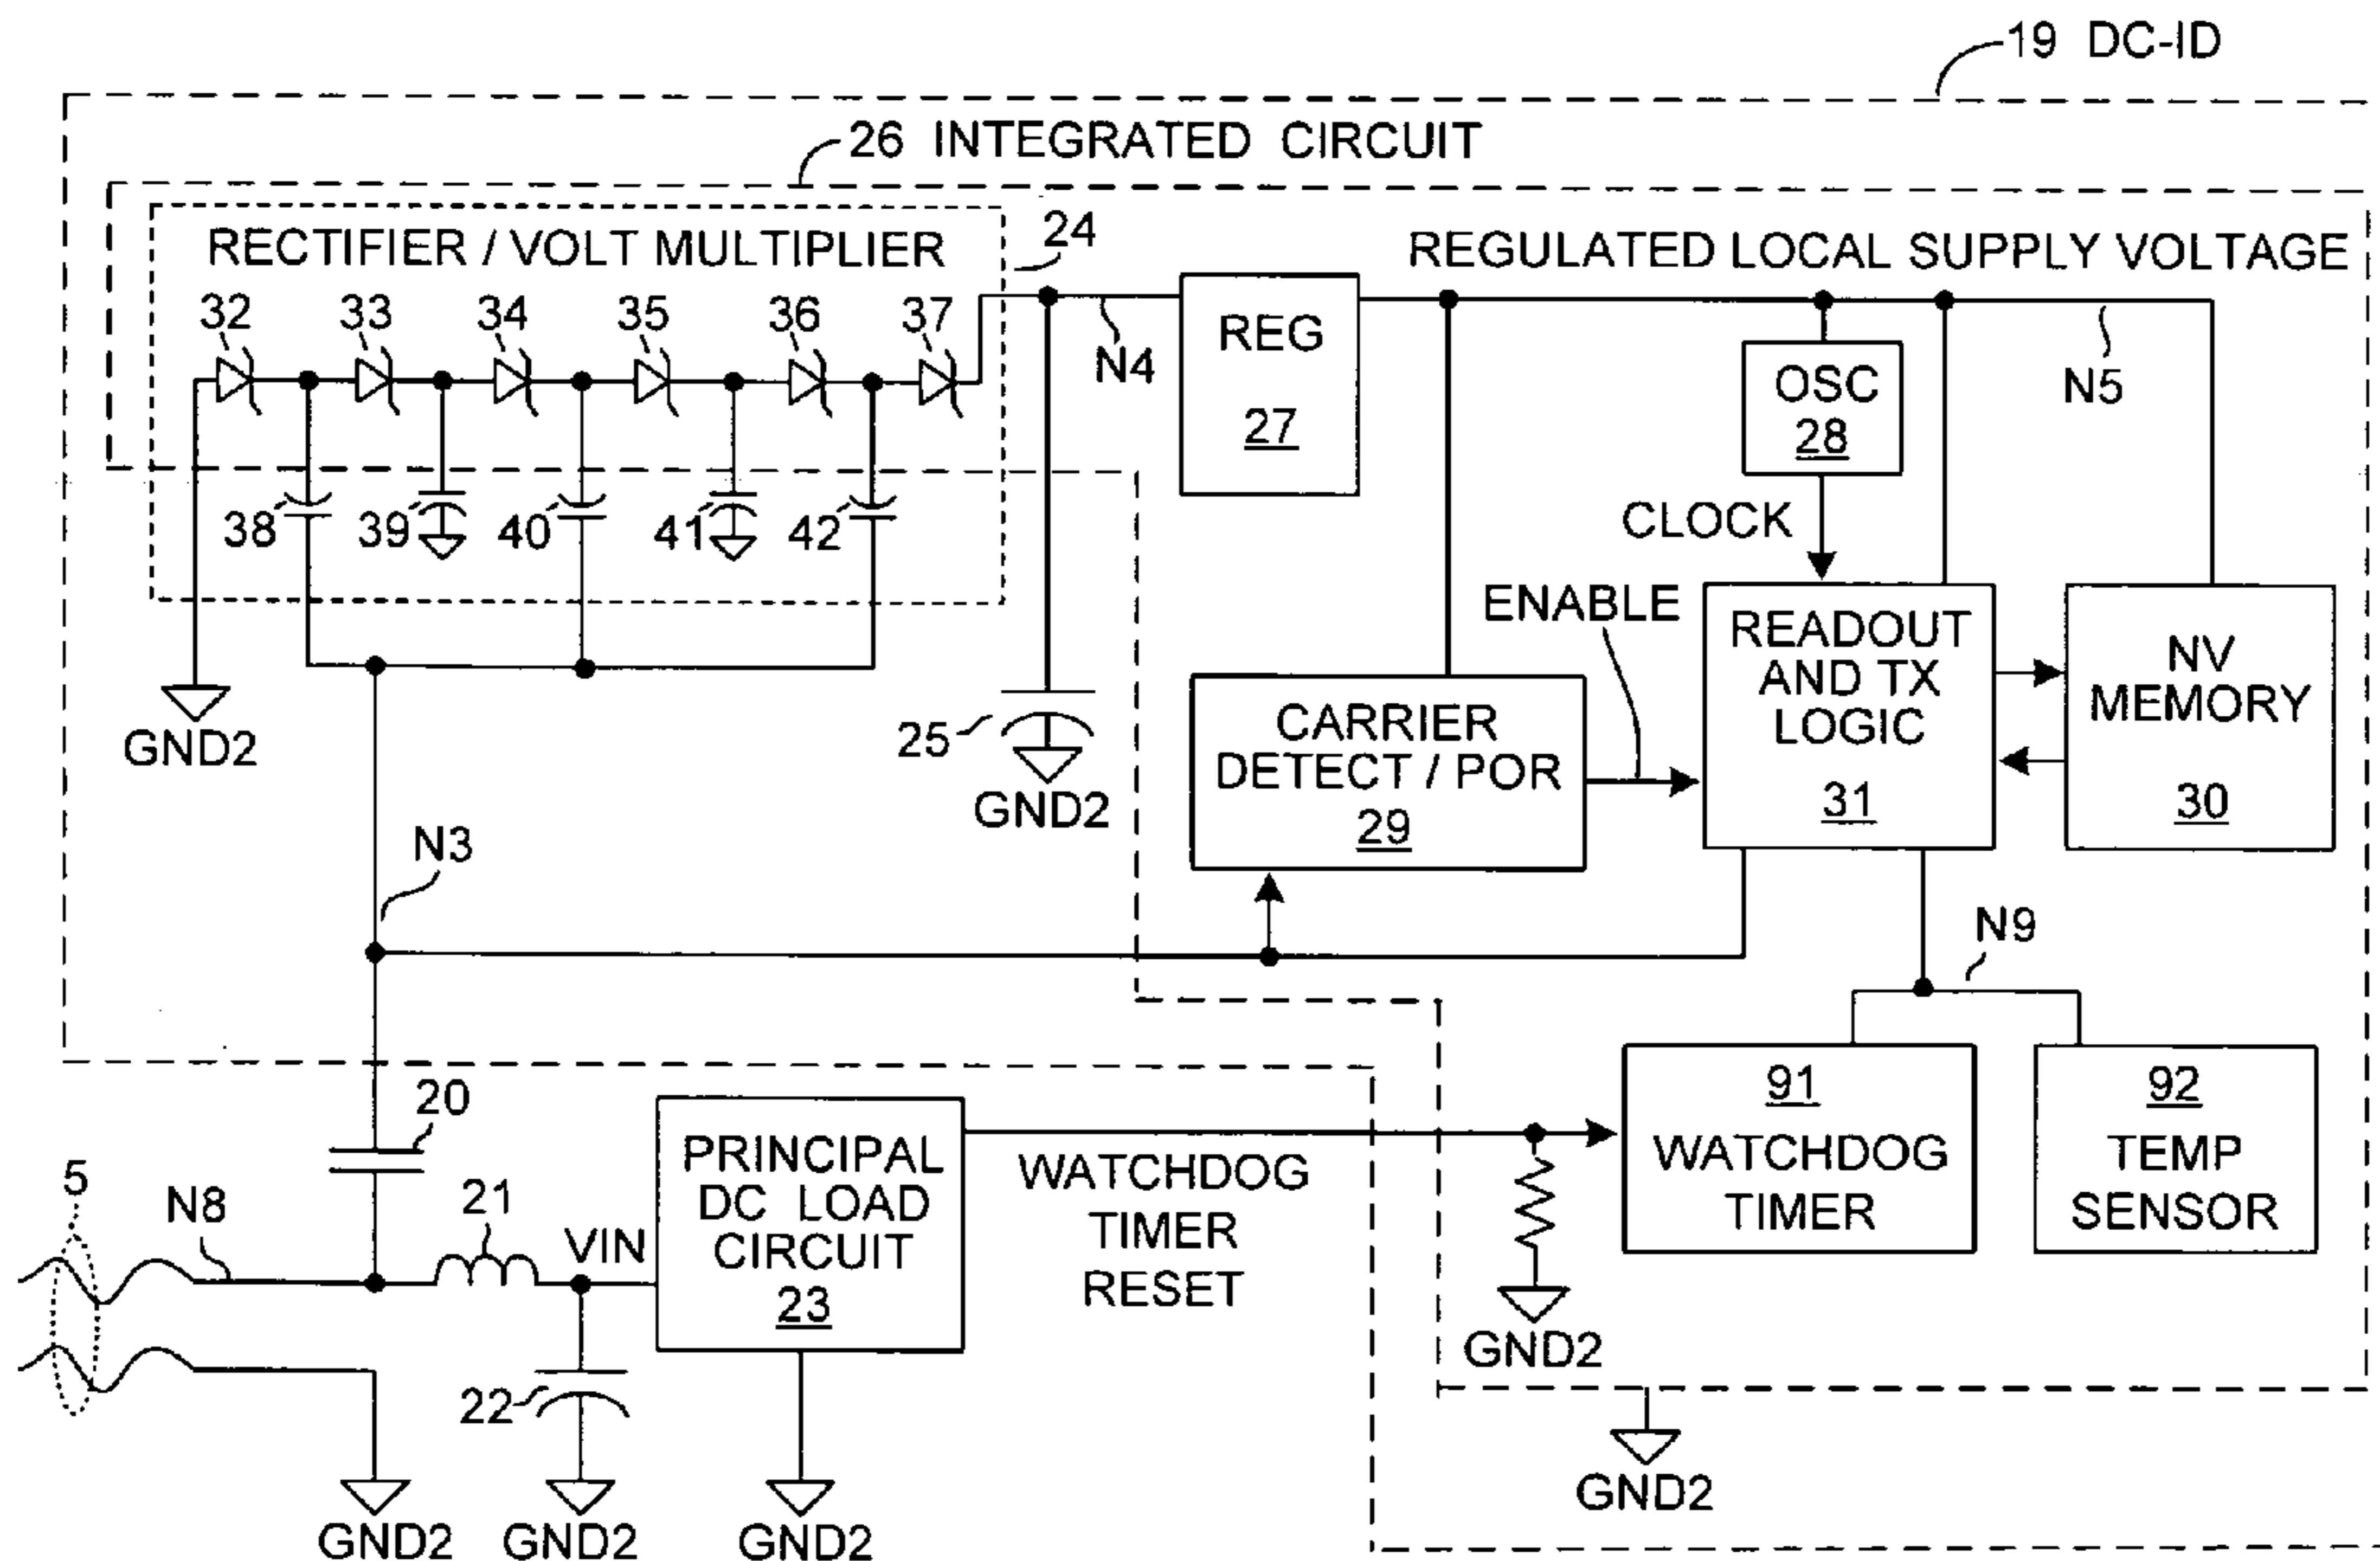 19 DC-ID
26 INTEGRATED CIRCUIT
RECTIFIER / VOLT MULTIPLIER
24
REGULATED LOCAL SUPPLY VOLTAGE
32
33
34
35
36
37
N4
REG
27
OSC
28
N5
38
39
40
41
42
CLOCK
ENABLE
READOUT
AND TX
LOGIC
31
NV
MEMORY
30
GND2
25
GND2
CARRIER
DETECT / POR
29
N3
N9
20
5
N8
21
VIN
PRINCIPAL
DC LOAD
CIRCUIT
23
WATCHDOG
TIMER
RESET
91
WATCHDOG
TIMER
92
TEMP
SENSOR
22
GND2
GND2
GND2
GND2
GND2